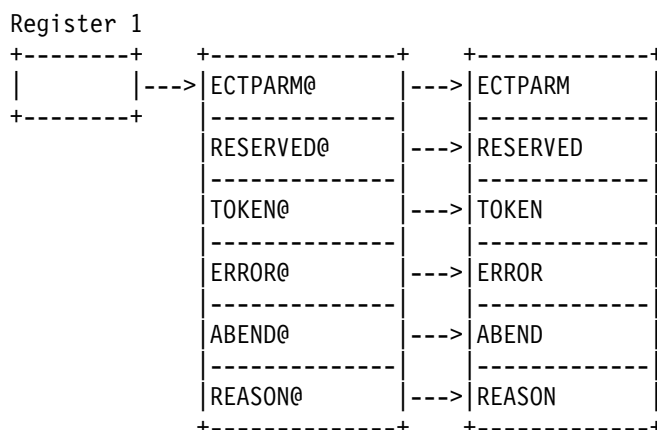 Register 1
+--------+    +--------------+    +-------------+
|        |--->|ECTPARM@      |--->|ECTPARM      |
+--------+    |--------------|    |-------------|
              |RESERVED@     |--->|RESERVED     |
              |--------------|    |-------------|
              |TOKEN@        |--->|TOKEN        |
              |--------------|    |-------------|
              |ERROR@        |--->|ERROR        |
              |--------------|    |-------------|
              |ABEND@        |--->|ABEND        |
              |--------------|    |-------------|
              |REASON@       |--->|REASON       |
              +--------------+    +-------------+